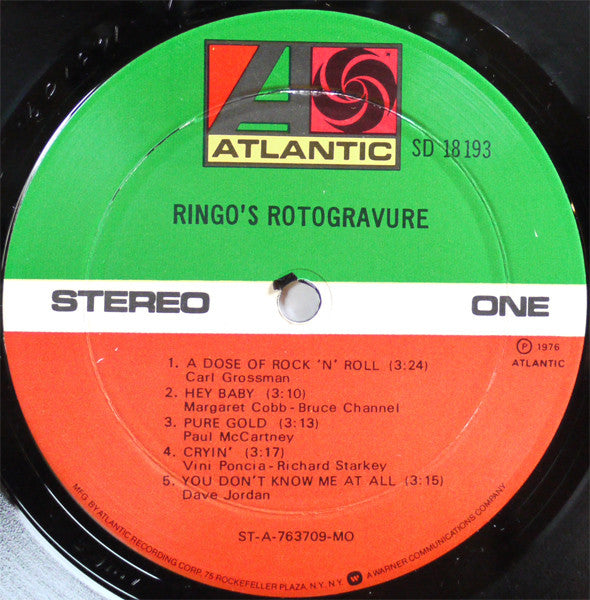 ATLANTIC
SD 18193
RINGO'S ROTOGRAVURE
STEREO
ONE
℗ 1976
ATLANTIC
1. A DOSE OF ROCK 'N' ROLL (3:24)
Carl Grossman
2. HEY BABY (3:10)
Margaret Cobb - Bruce Channel
3. PURE GOLD (3:13)
Paul McCartney
4. CRYIN' (3:17)
Vini Poncia - Richard Starkey
5. YOU DON'T KNOW ME AT ALL (3:15)
Dave Jordan
ST-A-763709-MO
MFG. BY ATLANTIC RECORDING CORP. 75 ROCKEFELLER PLAZA, N.Y. N.Y. A WARNER COMMUNICATIONS COMPANY